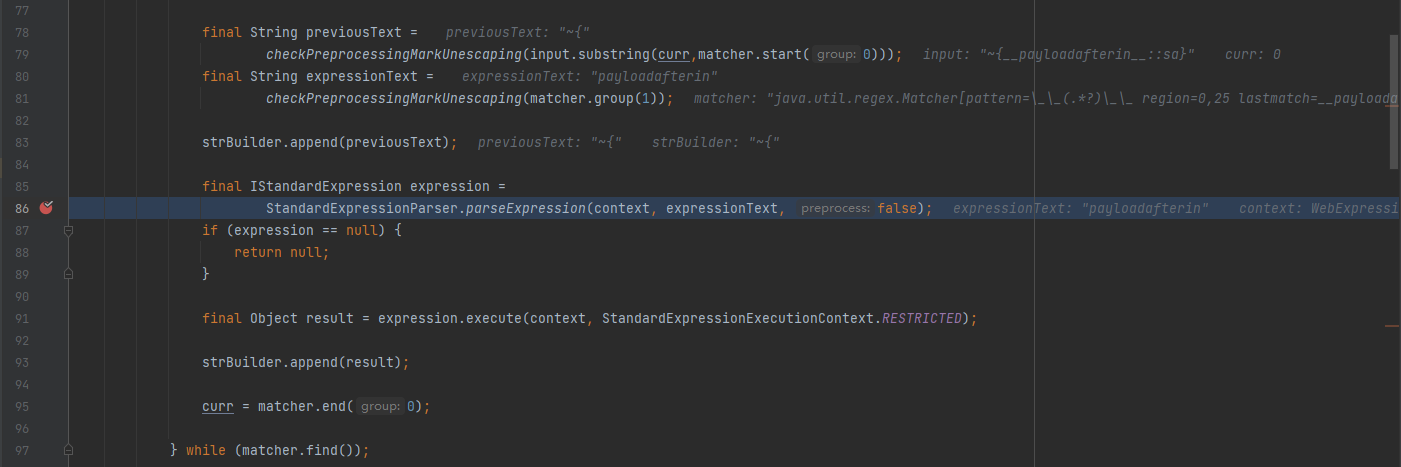 77
78 final String previousText = previousText: "~{"
79 checkPreprocessingMarkUnescaping(input.substring(curr,matcher.start( group: 0))); input: "~{__payloadafterin__::sa}" curr: 0
80 final String expressionText = expressionText: "payloadafterin"
81 checkPreprocessingMarkUnescaping(matcher.group(1)); matcher: "java.util.regex.Matcher[pattern=\_\_(.*?)\_\_ region=0,25 lastmatch=__payloada
82
83 strBuilder.append(previousText); previousText: "~{" strBuilder: "~{"
84
85 final IStandardExpression expression =
86 StandardExpressionParser.parseExpression(context, expressionText, preprocess: false); expressionText: "payloadafterin" context: WebExpressi
87 if (expression == null) {
88 return null;
89 }
90
91 final Object result = expression.execute(context, StandardExpressionExecutionContext.RESTRICTED);
92
93 strBuilder.append(result);
94
95 curr = matcher.end( group: 0);
96
97 } while (matcher.find());